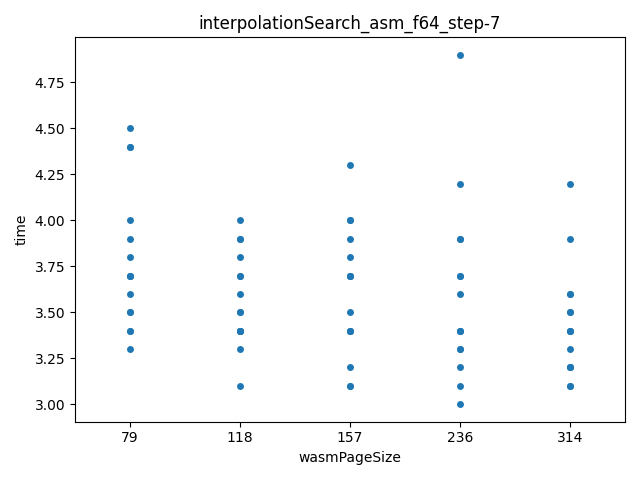 interpolationSearch_asm_f64_step-7
time
4.75
4.50
4.25
4.00
3.75
3.50
3.25
3.00
79 118 157 236 314
wasmPageSize